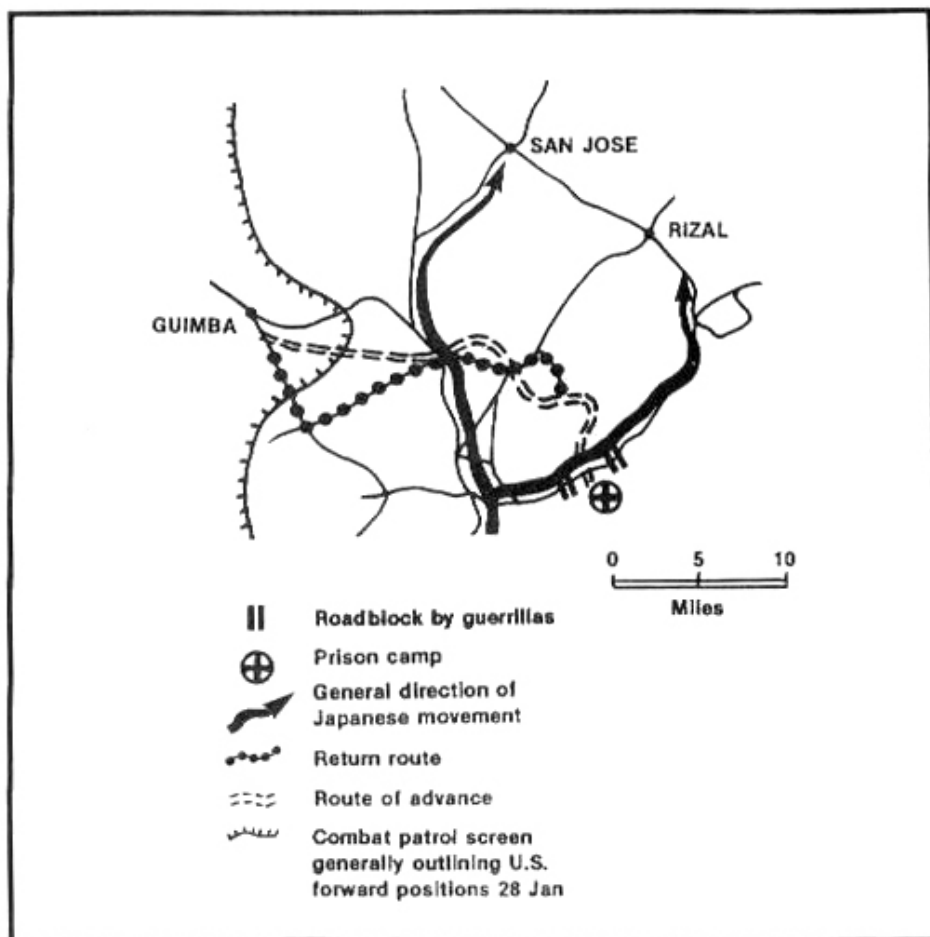 SAN JOSE
RIZAL
GUIMBA
0 5 10
Miles
Roadblock by guerrillas
Prison camp
General direction of
Japanese movement
Return route
Route of advance
Combat patrol screen
generally outlining U.S.
forward positions 28 Jan